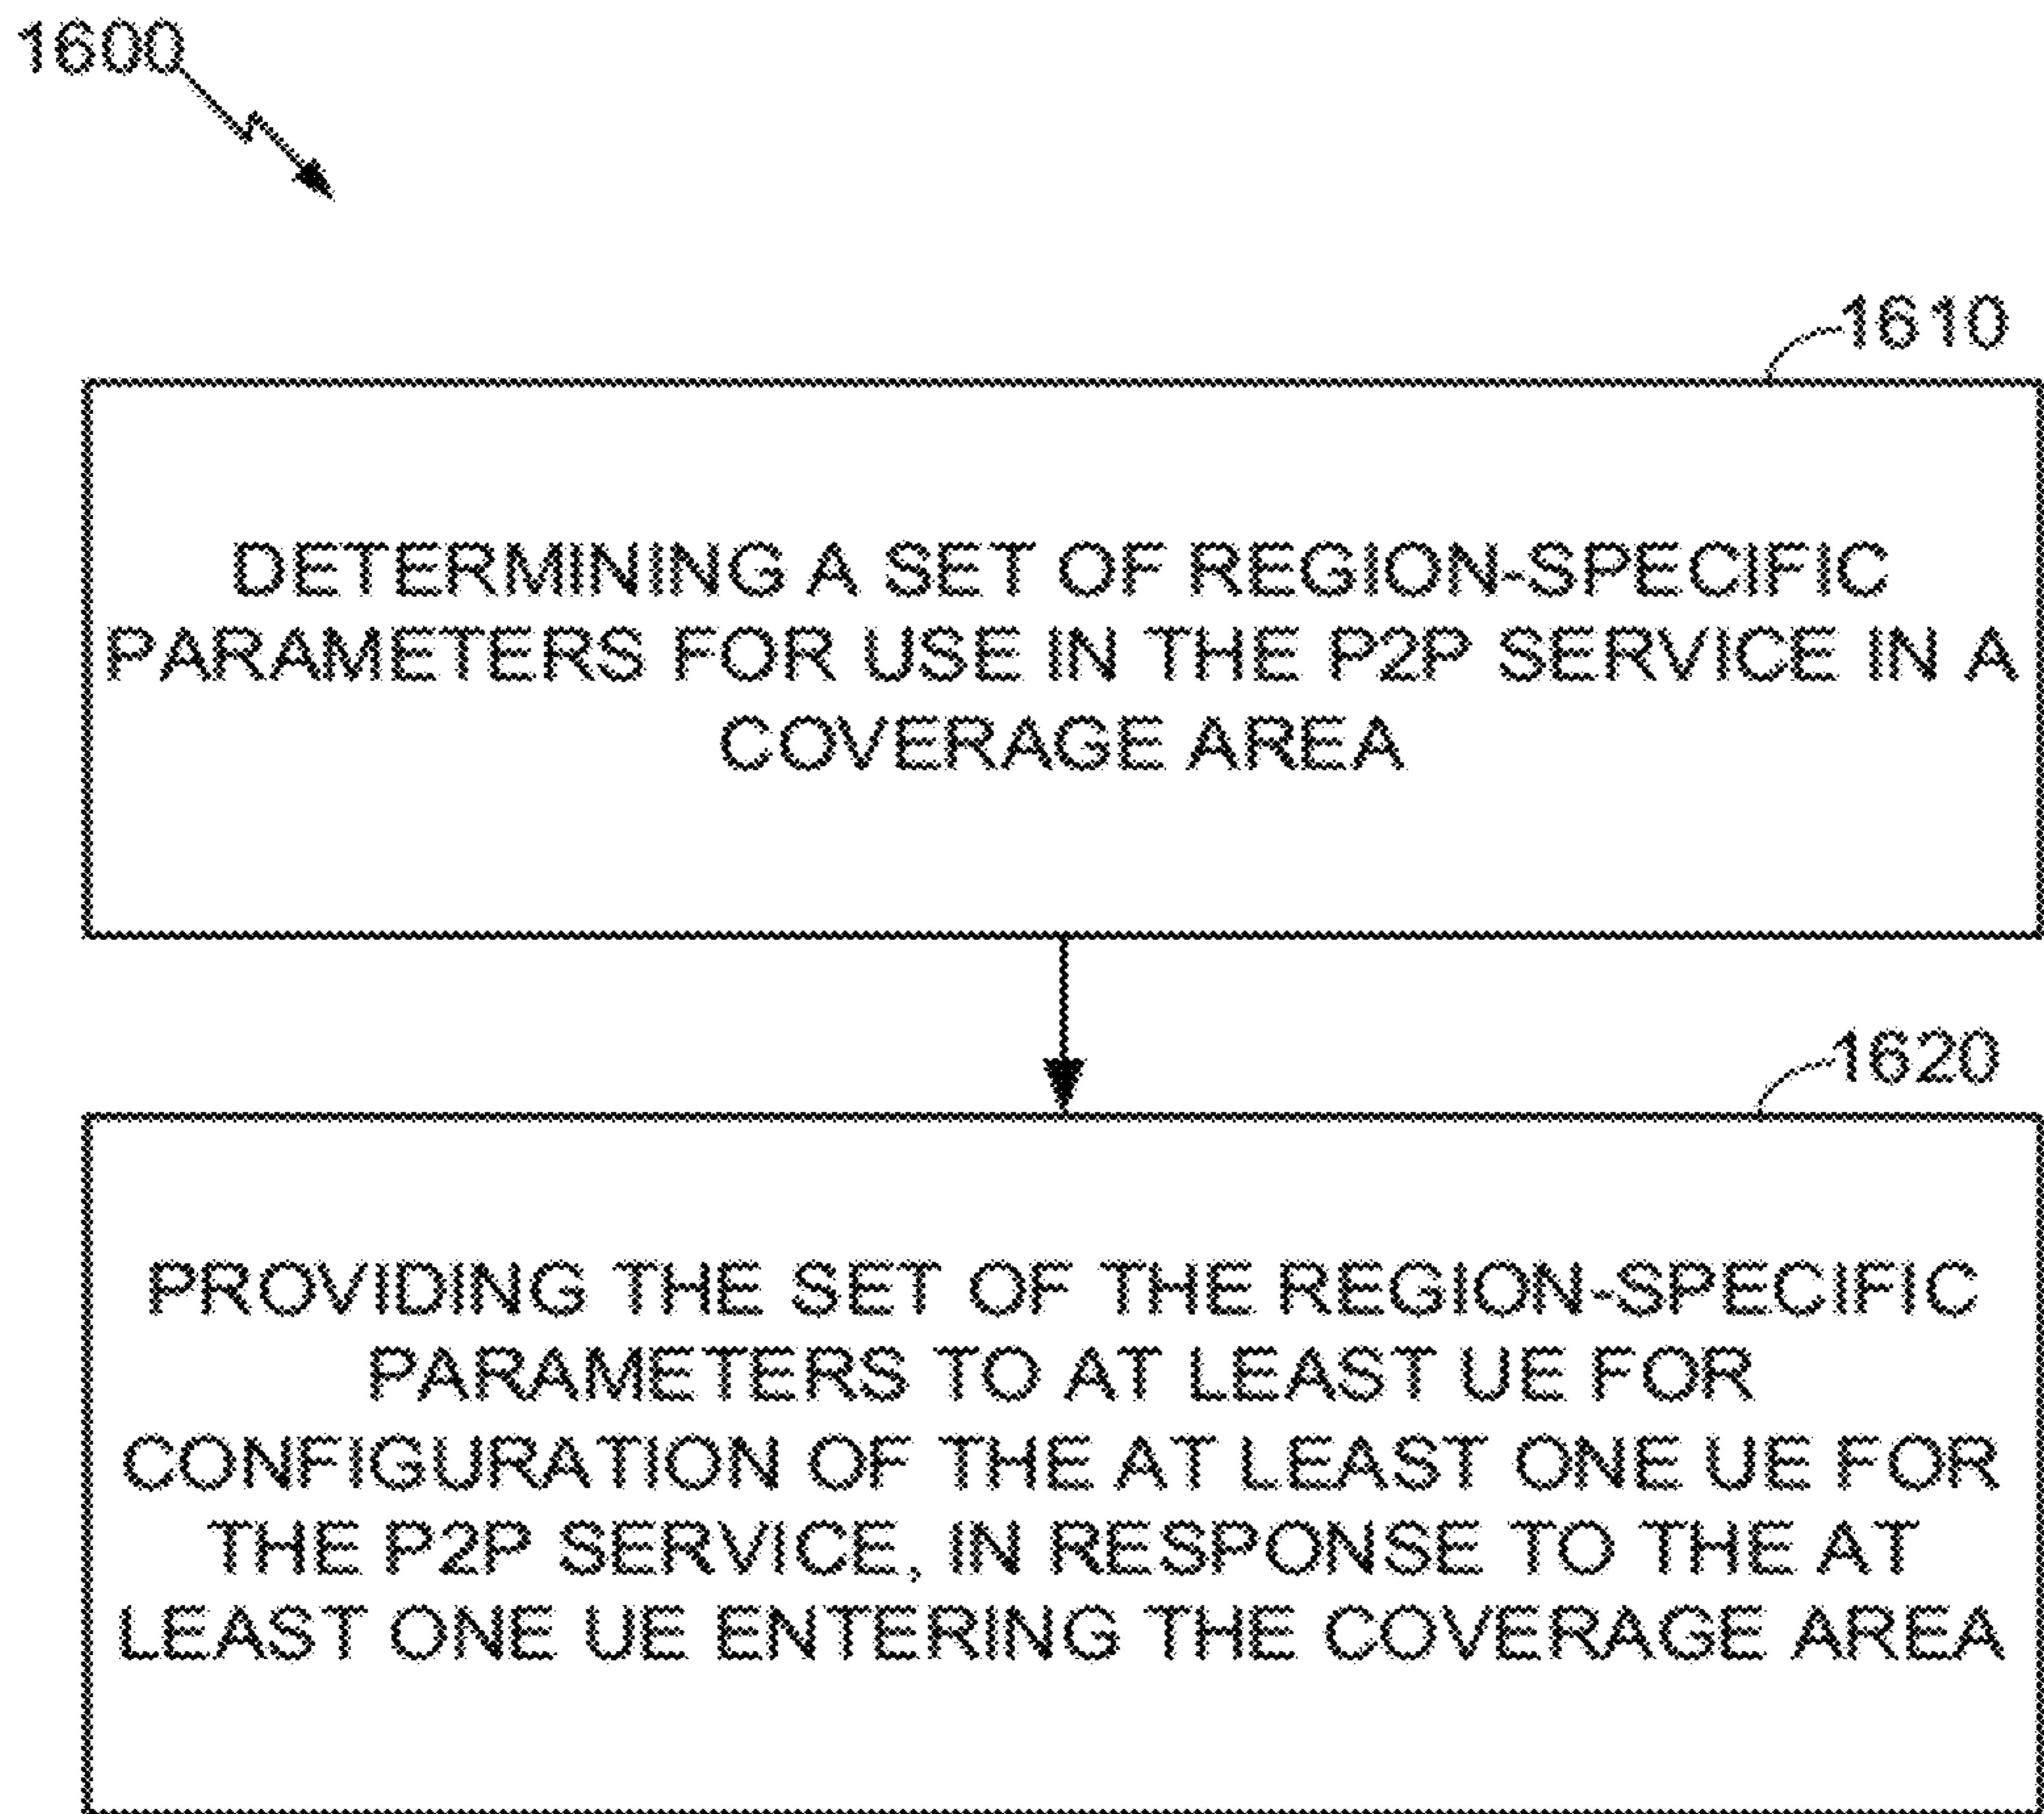 1600
1610
DETERMINING A SET OF REGION-SPECIFIC
PARAMETERS FOR USE IN THE P2P SERVICE IN A
COVERAGE AREA
1620
PROVIDING THE SET OF THE REGION-SPECIFIC
PARAMETERS TO AT LEAST UE FOR
CONFIGURATION OF THE AT LEAST ONE UE FOR
THE P2P SERVICE, IN RESPONSE TO THE AT
LEAST ONE UE ENTERING THE COVERAGE AREA